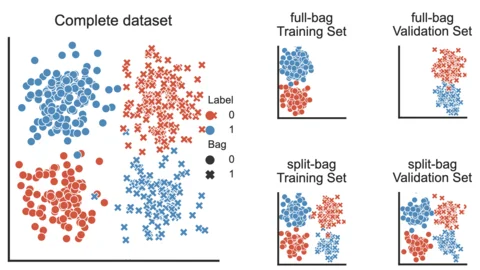 Complete dataset
Label
0
1
Bag
0
1
full-bag
Training Set
full-bag
Validation Set
split-bag
Training Set
split-bag
Validation Set